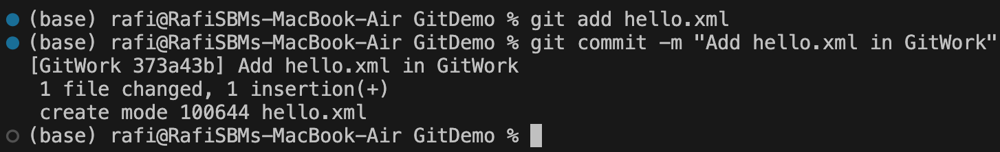 (base) rafi@RafiSBMs-MacBook-Air GitDemo % git add hello.xml
(base) rafi@RafiSBMs-MacBook-Air GitDemo % git commit -m "Add hello.xml in GitWork"
[GitWork 373a43b] Add hello.xml in GitWork
 1 file changed, 1 insertion(+)
 create mode 100644 hello.xml
(base) rafi@RafiSBMs-MacBook-Air GitDemo %